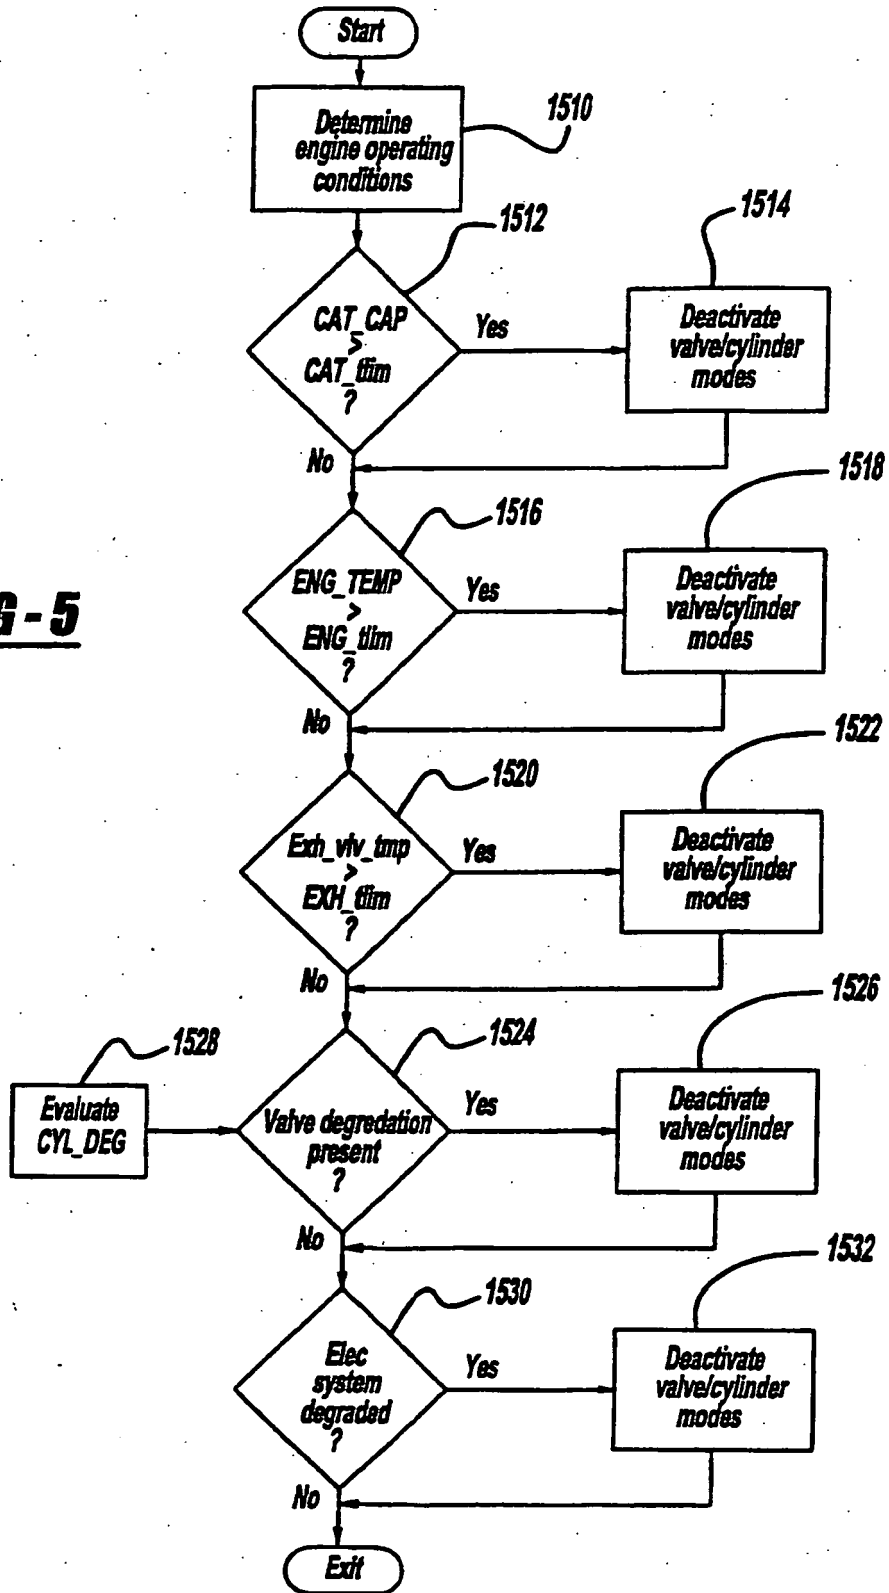 Start
Determine
engine operating
conditions
1510
1512
CAT_CAP
>
CAT_tlim
?
Yes
No
1514
Deactivate
valve/cylinder
modes
1516
ENG_TEMP
>
ENG_tlim
?
Yes
No
1518
Deactivate
valve/cylinder
modes
G - 5
1520
Exh_vlv_tmp
>
EXH_tlim
?
Yes
No
1522
Deactivate
valve/cylinder
modes
1528
Evaluate
CYL_DEG
1524
Valve degredation
present
?
Yes
No
1526
Deactivate
valve/cylinder
modes
1530
Elec
system
degraded
?
Yes
No
1532
Deactivate
valve/cylinder
modes
Exit